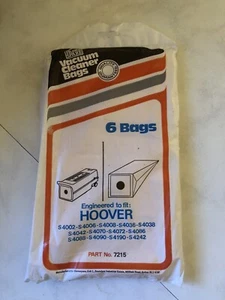 Vacuum
Cleaner
Bags
6 Bags
Engineered to fit:
HOOVER
S4002-S4006-S4008-S4036-S4038
S4042-S4070-S4072-S4086
S4088-S4090-S4190-S4242
PART No. 7215